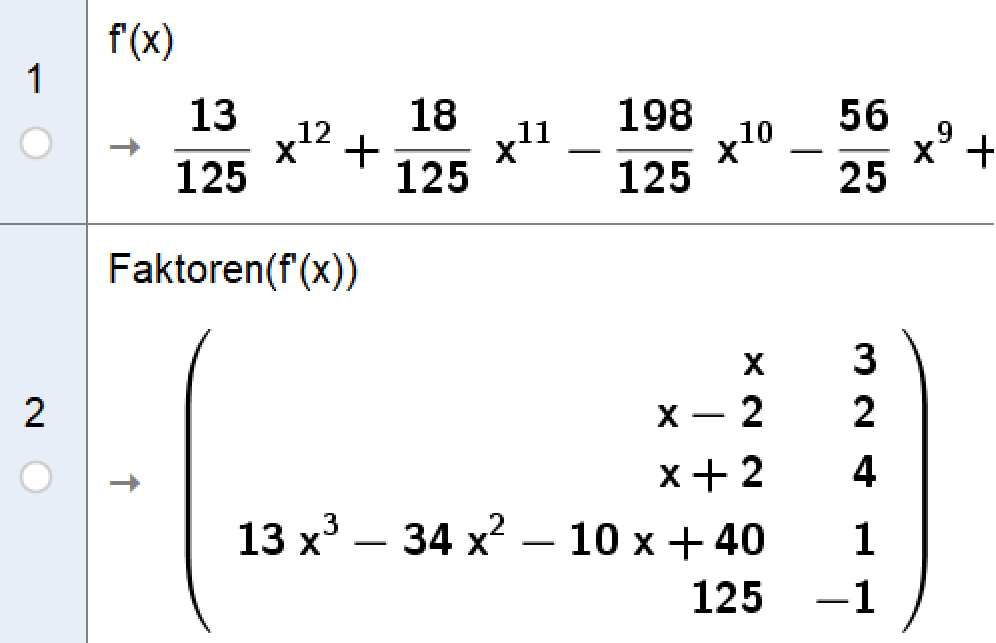 1
f'(x)
→ 13/125 x^12 + 18/125 x^11 − 198/125 x^10 − 56/25 x^9 +
2
Faktoren(f'(x))
→
x 3
x − 2 2
x + 2 4
13 x^3 − 34 x^2 − 10 x + 40 1
125 −1